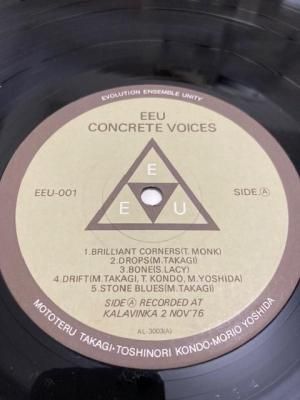 EVOLUTION ENSEMBLE UNITY
EEU
CONCRETE VOICES
E
EEU-001
SIDE Ⓐ
E U
1.BRILLIANT CORNERS(T. MONK)
2.DROPS(M.TAKAGI)
3.BONE(S.LACY)
4.DRIFT(M.TAKAGI, T. KONDO, M.YOSHIDA)
5.STONE BLUES(M.TAKAGI)
SIDE Ⓐ RECORDED AT
KALAVINKA 2 NOV'76
AL-3003(A)
MOTOTERU TAKAGI·TOSHINORI KONDO·MORIO YOSHIDA